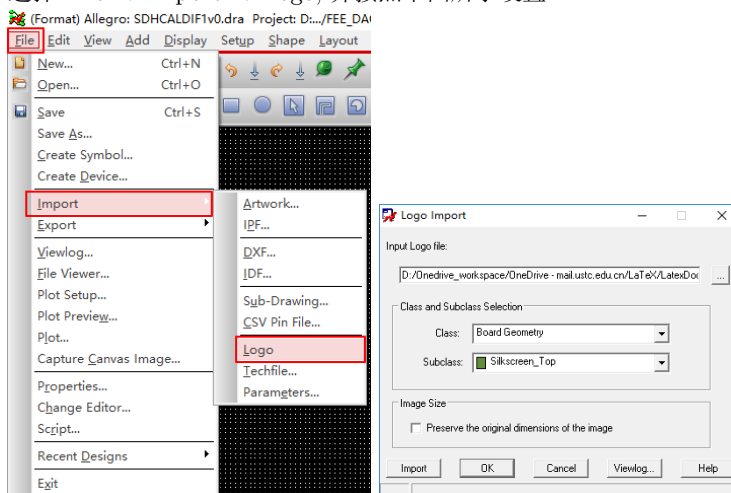 (Format) Allegro: SDHCALDIF1v0.dra Project: D:.../FEE_DA
File Edit View Add Display Setup Shape Layout
New... Ctrl+N
Open... Ctrl+O
Save Ctrl+S
Save As...
Create Symbol...
Create Device...
Import
Export
Viewlog...
File Viewer...
Plot Setup...
Plot Preview...
Plot...
Capture Canvas Image...
Properties...
Change Editor...
Script...
Recent Designs
Exit
Artwork...
IPF...
DXF...
IDF...
Sub-Drawing...
CSV Pin File...
Logo
Techfile...
Parameters...
Logo Import
Input Logo file:
D:/Onedrive_workspace/OneDrive - mail.ustc.edu.cn/LaTeX/LatexDoc
...
Class and Subclass Selection
Class: Board Geometry
Subclass: Silkscreen_Top
Image Size
Preserve the original dimensions of the image
Import OK Cancel Viewlog... Help